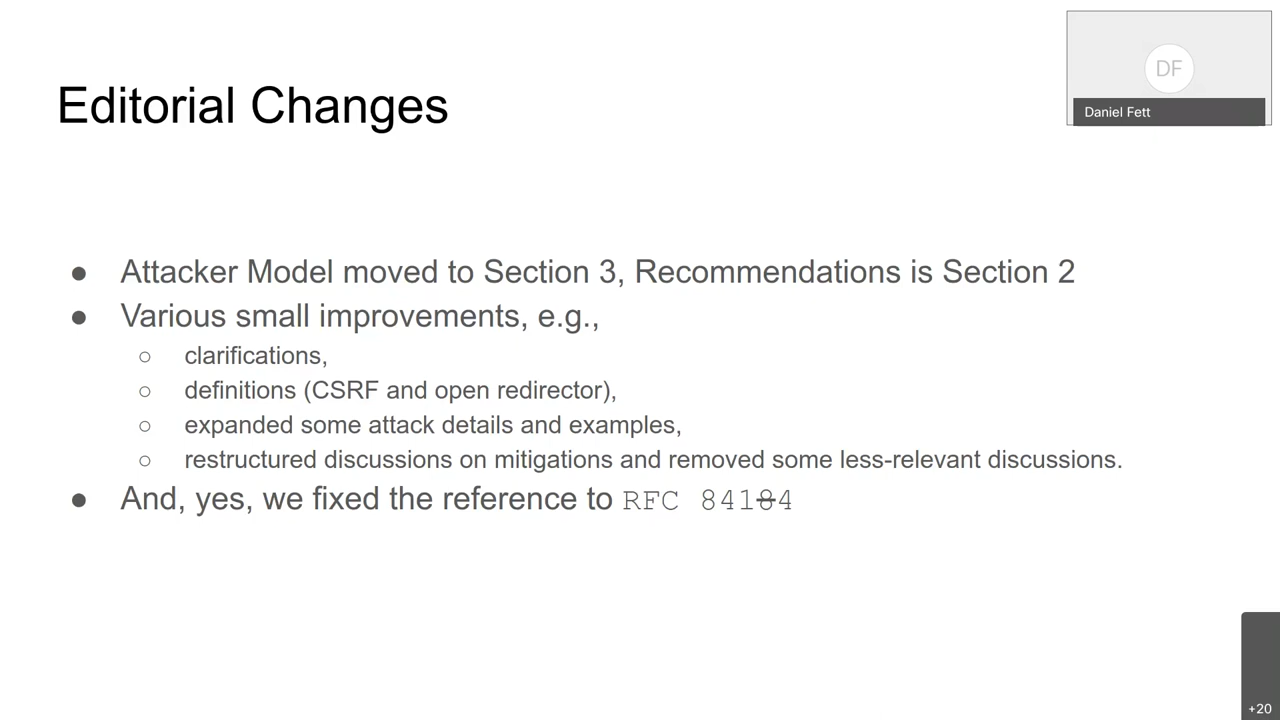 DF
Daniel Fett
Editorial Changes
● Attacker Model moved to Section 3, Recommendations is Section 2
● Various small improvements, e.g.,
○ clarifications,
○ definitions (CSRF and open redirector),
○ expanded some attack details and examples,
○ restructured discussions on mitigations and removed some less-relevant discussions.
● And, yes, we fixed the reference to RFC 84184
+20